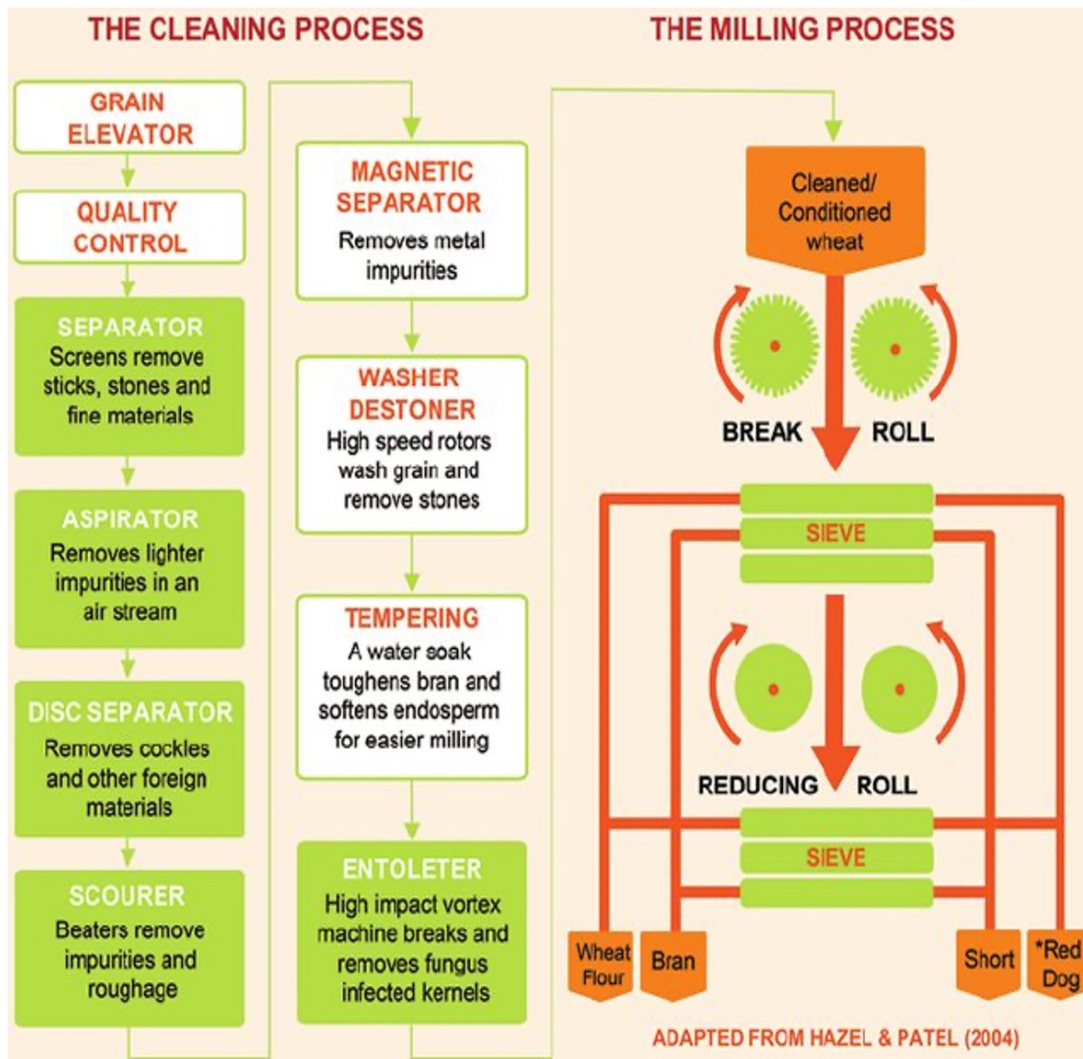 THE CLEANING PROCESS
GRAIN
ELEVATOR
QUALITY
CONTROL
SEPARATOR
Screens remove
sticks, stones and
fine materials
ASPIRATOR
Removes lighter
impurities in an
air stream
DISC SEPARATOR
Removes cockles
and other foreign
materials
SCOURER
Beaters remove
impurities and
roughage
MAGNETIC
SEPARATOR
Removes metal
impurities
WASHER
DESTONER
High speed rotors
wash grain and
remove stones
TEMPERING
A water soak
toughens bran and
softens endosperm
for easier milling
ENTOLETER
High impact vortex
machine breaks and
removes fungus
infected kernels
THE MILLING PROCESS
Cleaned/
Conditioned
wheat
BREAK ROLL
SIEVE
REDUCING ROLL
SIEVE
Wheat
Flour
Bran
Short
*Red
Dog
ADAPTED FROM HAZEL & PATEL (2004)